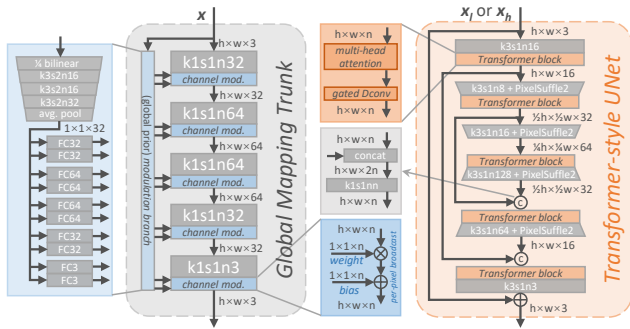 ¼ bilinear
k3s2n16
k3s2n16
k3s2n32
avg. pool
1×1×32
FC32
FC32
FC64
FC64
FC64
FC64
FC32
FC32
FC3
FC3
x
h×w×3
(global prior) modulation branch
k1s1n32
channel mod.
h×w×32
k1s1n64
channel mod.
h×w×64
k1s1n64
channel mod.
h×w×64
k1s1n32
channel mod.
h×w×32
k1s1n3
channel mod.
h×w×3
Global Mapping Trunk
h×w×n
multi-head
attention
gated Dconv
h×w×n
h×w×n
concat
h×w×2n
k1s1nn
h×w×n
h×w×n
1×1×n
weight
1×1×n
bias
h×w×n
per-pixel broadcast
xl or xh
h×w×3
k3s1n16
Transformer block
h×w×16
k3s1n8 + PixelSuffle2
½h×½w×32
k3s1n16 + PixelSuffle2
¼h×¼w×64
Transformer block
k3s1n128 + PixelSuffle2
½h×½w×32
c
Transformer block
k3s1n64 + PixelSuffle2
h×w×16
c
Transformer block
k3s1n3
h×w×3
Transformer-style UNet